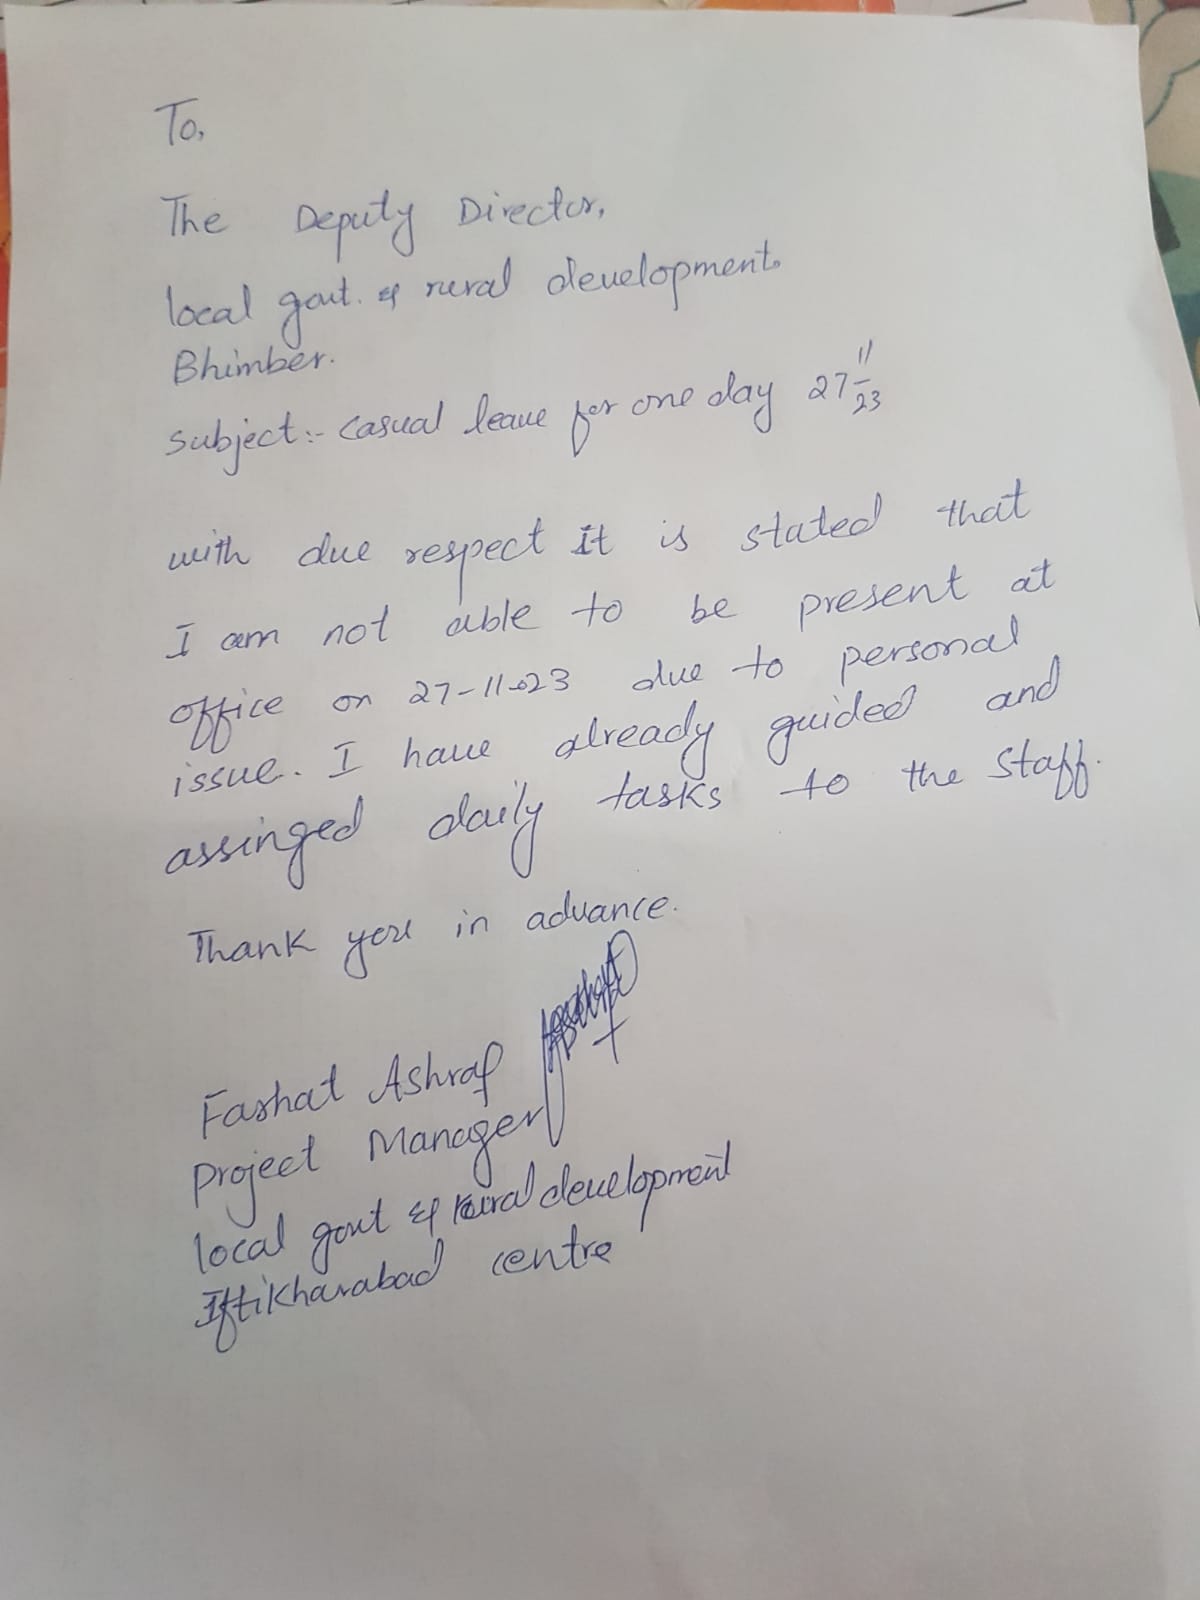 To,
The Deputy Director,
local govt. & rural development.
Bhimber.
Subject:- Casual leave for one day 27 11/23
with due respect It is stated that
I am not able to be present at
office on 27-11-023 due to personal
issue. I have already guided and
assinged daily tasks to the staff.
Thank you in advance.
Farhat Ashraf
Project Manager
local govt & rural development
Iftikharabad centre